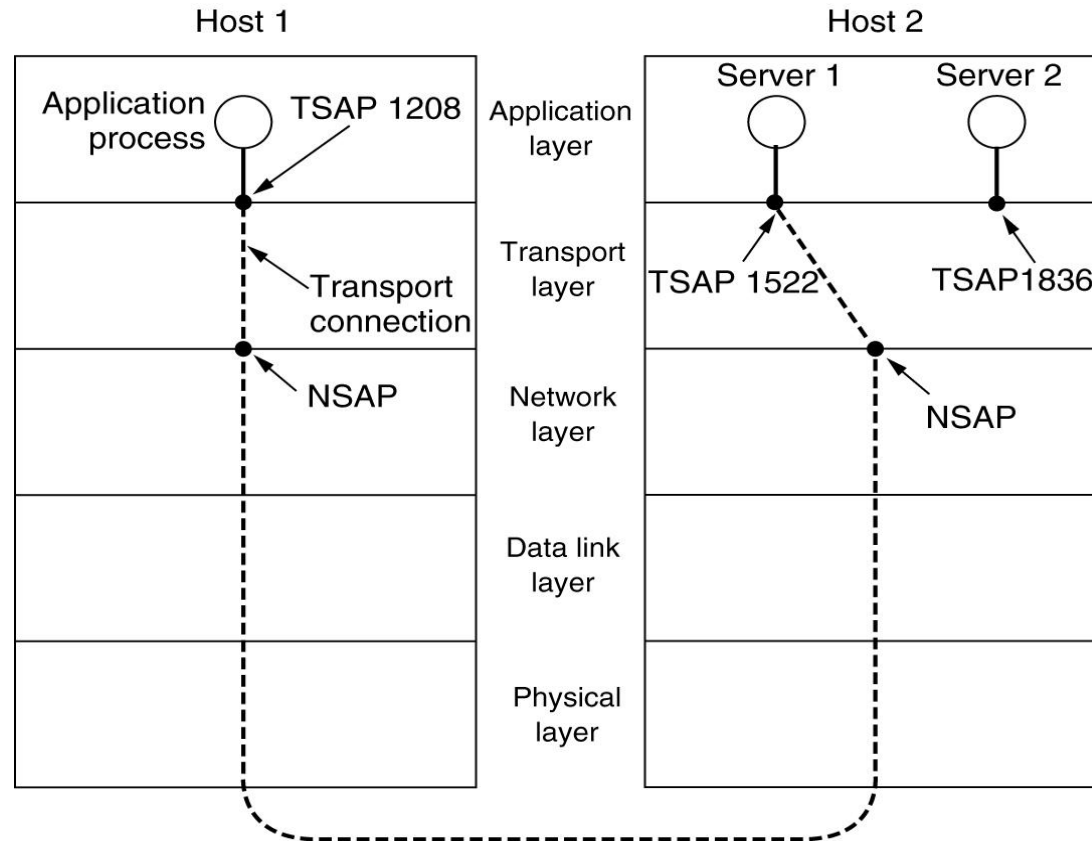 Host 1
Host 2
Application
process
TSAP 1208
Application
layer
Server 1
Server 2
Transport
connection
Transport
layer
TSAP 1522
TSAP1836
NSAP
Network
layer
NSAP
Data link
layer
Physical
layer